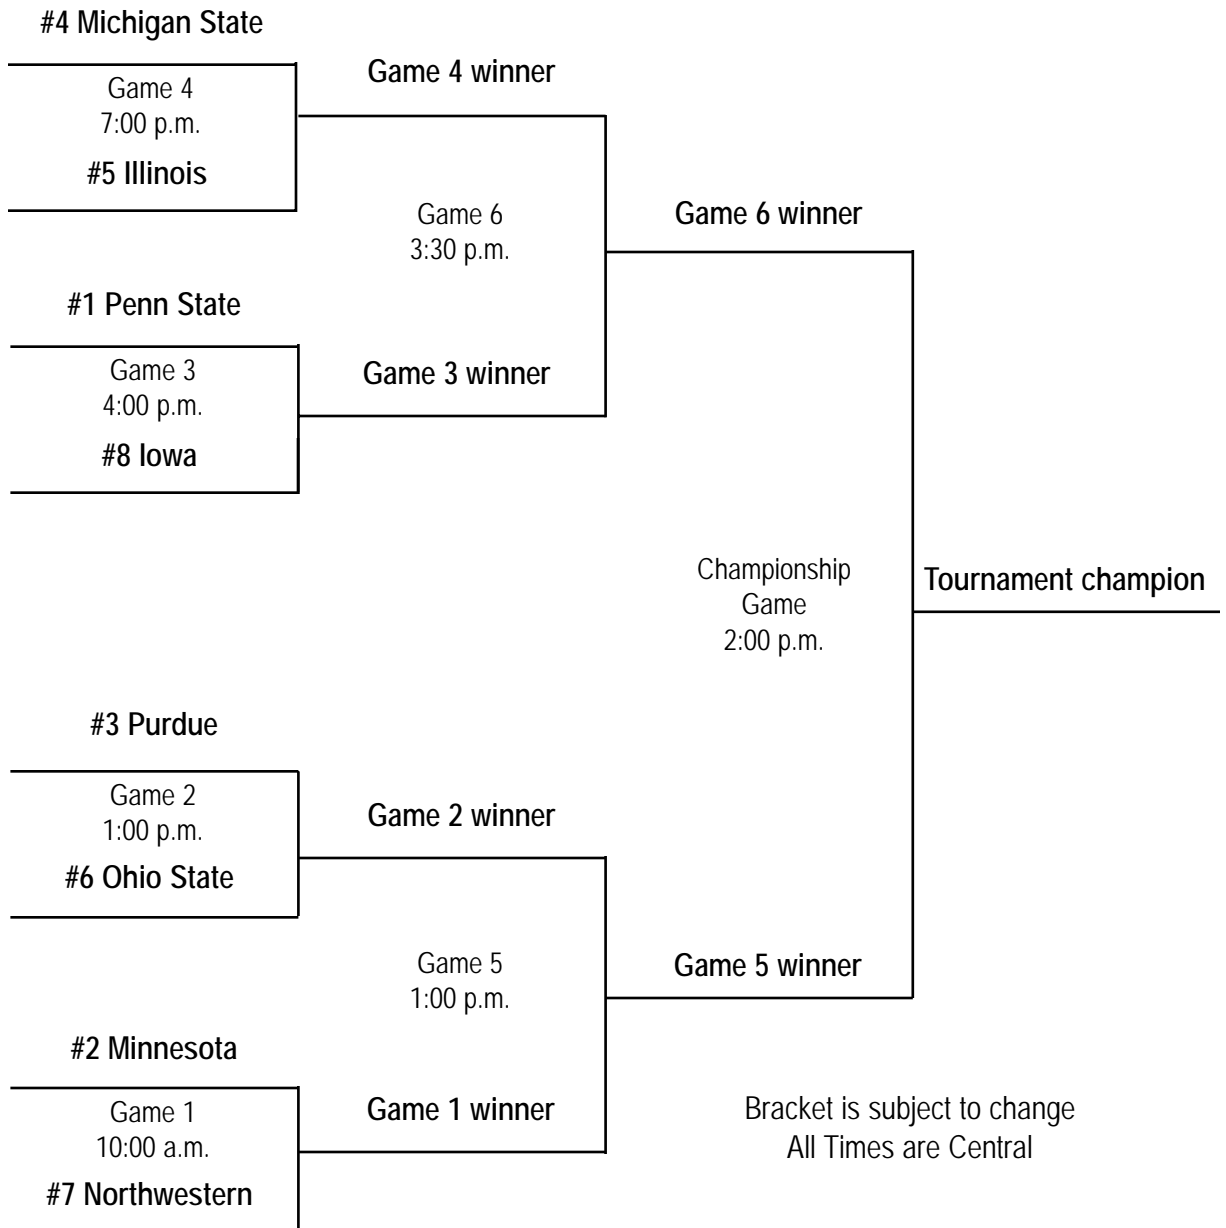 #4 Michigan State
Game 4
7:00 p.m.
#5 Illinois
Game 4 winner
Game 6
3:30 p.m.
Game 6 winner
#1 Penn State
Game 3
4:00 p.m.
#8 Iowa
Game 3 winner
Championship
Game
2:00 p.m.
Tournament champion
#3 Purdue
Game 2
1:00 p.m.
#6 Ohio State
Game 2 winner
Game 5
1:00 p.m.
Game 5 winner
#2 Minnesota
Game 1
10:00 a.m.
#7 Northwestern
Game 1 winner
Bracket is subject to change
All Times are Central